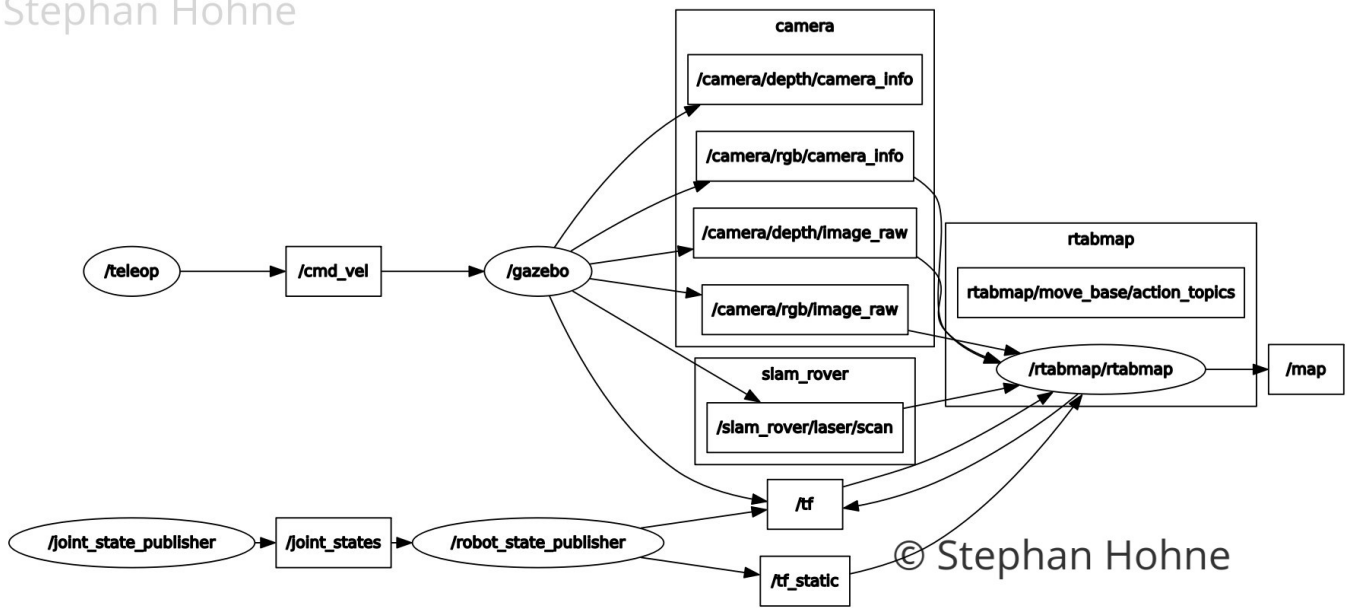 Stephan Hohne
camera
/camera/depth/camera_info
/camera/rgb/camera_info
/camera/depth/image_raw
/camera/rgb/image_raw
rtabmap
rtabmap/move_base/action_topics
/teleop
/cmd_vel
/gazebo
/rtabmap/rtabmap
/map
slam_rover
/slam_rover/laser/scan
/tf
/joint_state_publisher
/joint_states
/robot_state_publisher
/tf_static
© Stephan Hohne